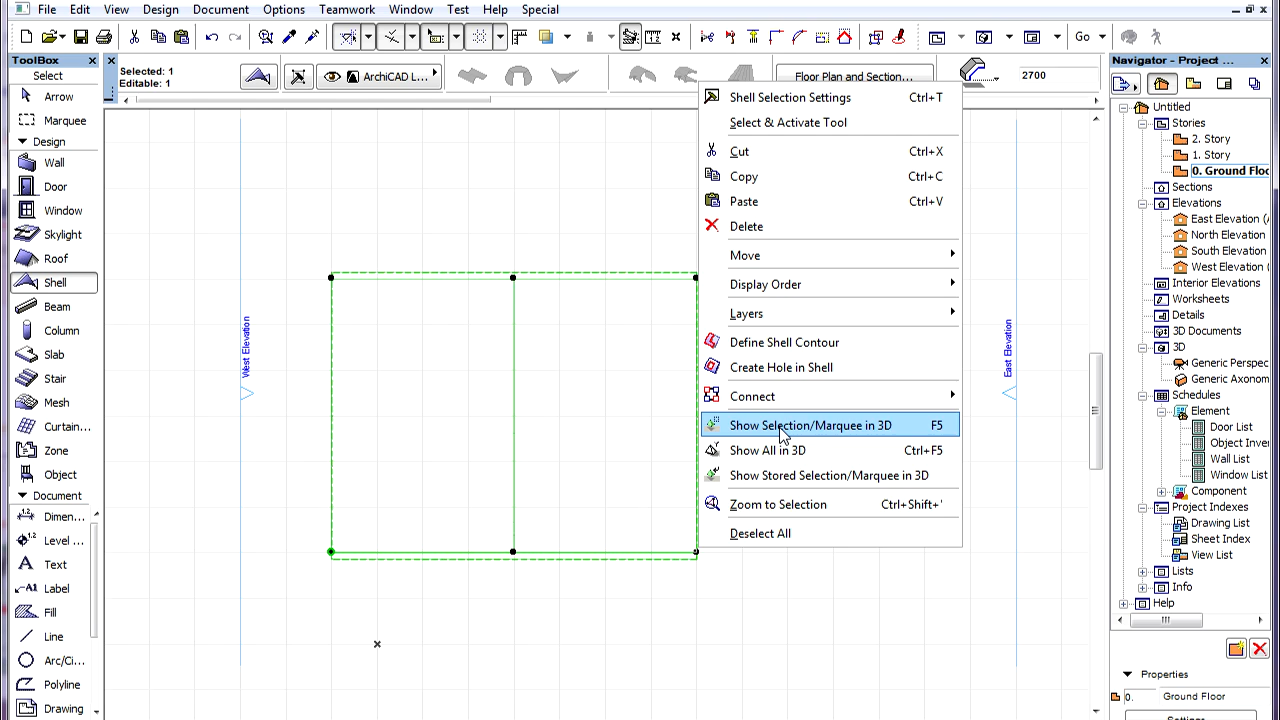 File Edit View Design Document Options Teamwork Window Test Help Special
Go
ToolBox
Select
Arrow
Marquee
Design
Wall
Door
Window
Skylight
Roof
Shell
Beam
Column
Slab
Stair
Mesh
Curtain...
Zone
Object
Document
Dimen...
Level ...
Text
Label
Fill
Line
Arc/Ci...
Polyline
Drawing
Selected: 1
Editable: 1
ArchiCAD L...
Floor Plan and Section...
2700
West Elevation
East Elevation
Shell Selection Settings Ctrl+T
Select & Activate Tool
Cut Ctrl+X
Copy Ctrl+C
Paste Ctrl+V
Delete
Move
Display Order
Layers
Define Shell Contour
Create Hole in Shell
Connect
Show Selection/Marquee in 3D F5
Show All in 3D Ctrl+F5
Show Stored Selection/Marquee in 3D
Zoom to Selection Ctrl+Shift+'
Deselect All
Navigator - Project ...
Untitled
Stories
2. Story
1. Story
0. Ground Floo
Sections
Elevations
East Elevation (A
North Elevation
South Elevation
West Elevation (
Interior Elevations
Worksheets
Details
3D Documents
3D
Generic Perspec
Generic Axonom
Schedules
Element
Door List
Object Inver
Wall List
Window List
Component
Project Indexes
Drawing List
Sheet Index
View List
Lists
Info
Help
Properties
0. Ground Floor